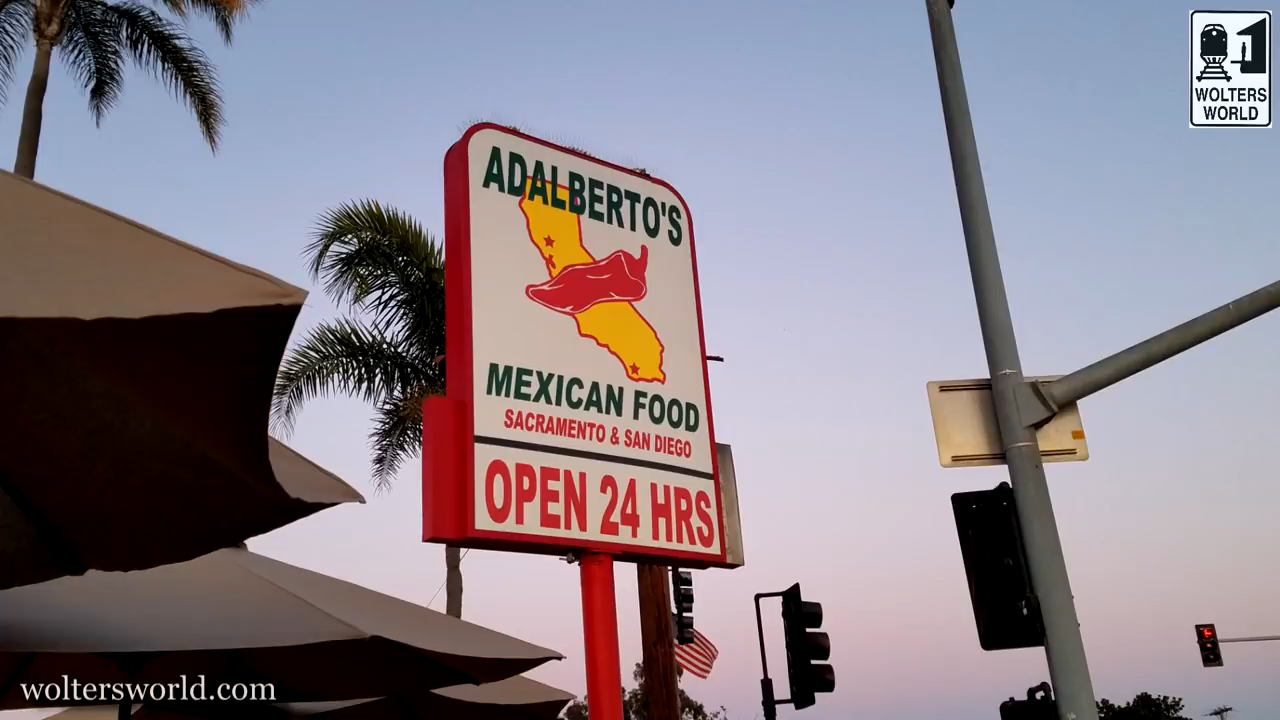 WOLTERS
WORLD
ADALBERTO'S
MEXICAN FOOD
SACRAMENTO & SAN DIEGO
OPEN 24 HRS
woltersworld.com